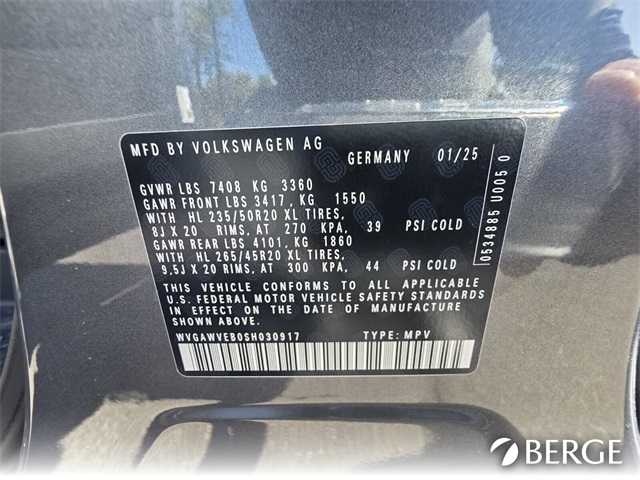 MFD BY VOLKSWAGEN AG
GERMANY 01/25
GVWR LBS 7408 KG 3360
GAWR FRONT LBS 3417, KG 1550
WITH HL 235/50R20 XL TIRES,
8J X 20 RIMS, AT 270 KPA, 39 PSI COLD
GAWR REAR LBS 4101, KG 1860
WITH HL 265/45R20 XL TIRES,
9.5J X 20 RIMS, AT 300 KPA, 44 PSI COLD
THIS VEHICLE CONFORMS TO ALL APPLICABLE
U.S. FEDERAL MOTOR VEHICLE SAFETY STANDARDS
IN EFFECT ON THE DATE OF MANUFACTURE
SHOWN ABOVE.
WVGAWVEB0SH030917 TYPE: MPV
0534885 U005 0
BERGE